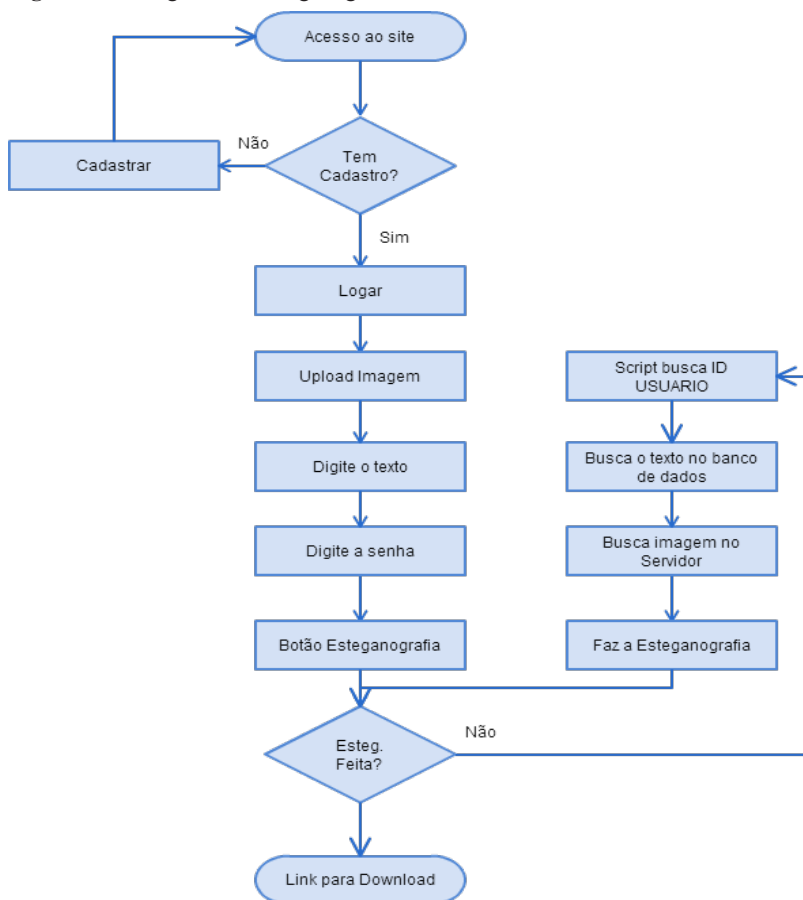 Acesso ao site
Não
Cadastrar
Tem
Cadastro?
Sim
Logar
Upload Imagem
Digite o texto
Digite a senha
Botão Esteganografia
Script busca ID
USUARIO
Busca o texto no banco
de dados
Busca imagem no
Servidor
Faz a Esteganografia
Esteg.
Feita?
Não
Link para Download